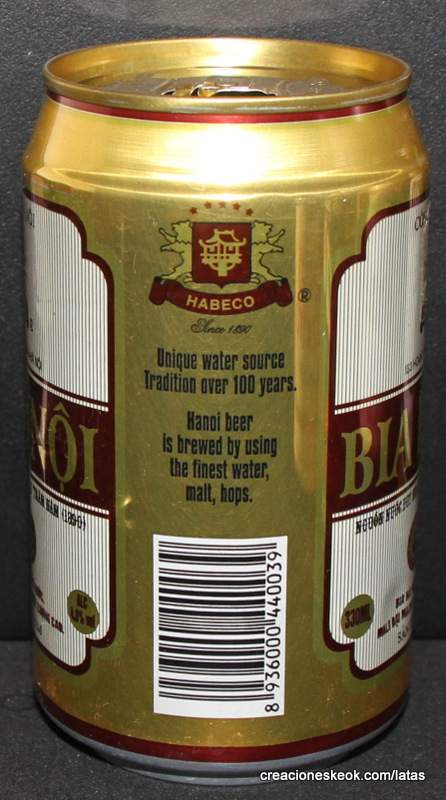 HABECO
®
Since 1890
Unique water source
Tradition over 100 years.
Hanoi beer
is brewed by using
the finest water,
malt, hops.
8 936000 440039
NỘI
BIA
330ML
creacioneskeok.com/latas